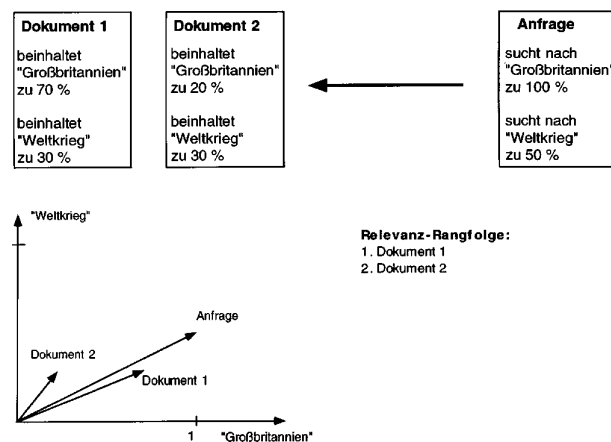 Dokument 1
beinhaltet
"Großbritannien"
zu 70 %
beinhaltet
"Weltkrieg"
zu 30 %
Dokument 2
beinhaltet
"Großbritannien"
zu 20 %
beinhaltet
"Weltkrieg"
zu 30 %
Anfrage
sucht nach
"Großbritannien"
zu 100 %
sucht nach
"Weltkrieg"
zu 50 %
"Weltkrieg"
Relevanz-Rangfolge:
1. Dokument 1
2. Dokument 2
Anfrage
Dokument 2
Dokument 1
1 "Großbritannien"